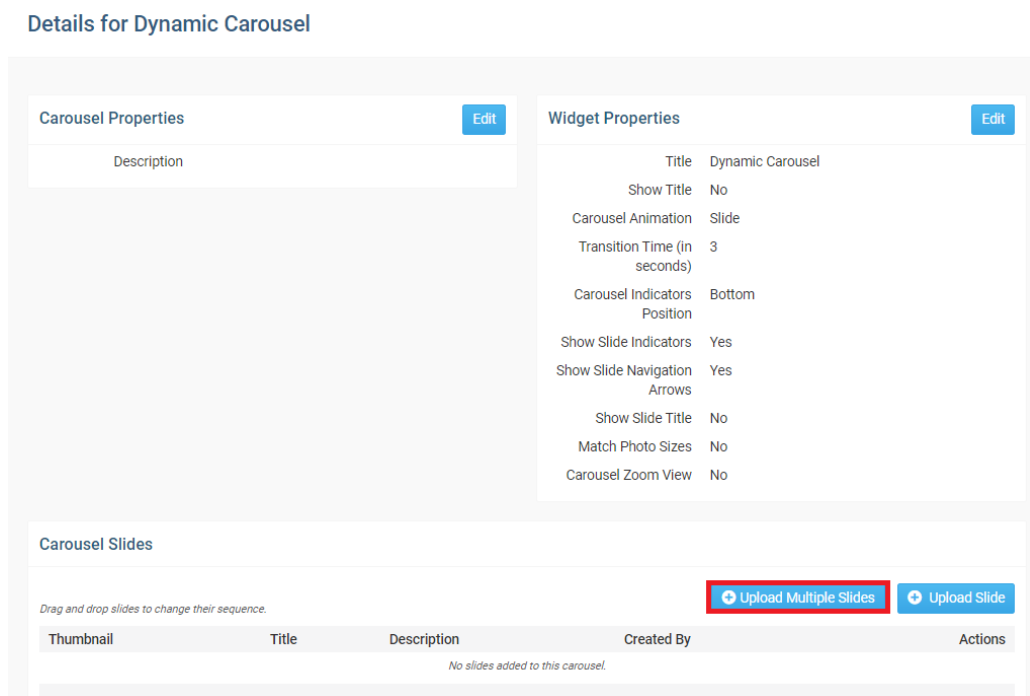 Details for Dynamic Carousel
Carousel Properties
Edit
Description
Widget Properties
Edit
Title Dynamic Carousel
Show Title No
Carousel Animation Slide
Transition Time (in 3
seconds)
Carousel Indicators Bottom
Position
Show Slide Indicators Yes
Show Slide Navigation Yes
Arrows
Show Slide Title No
Match Photo Sizes No
Carousel Zoom View No
Carousel Slides
Upload Multiple Slides Upload Slide
Drag and drop slides to change their sequence.
Thumbnail Title Description Created By Actions
No slides added to this carousel.